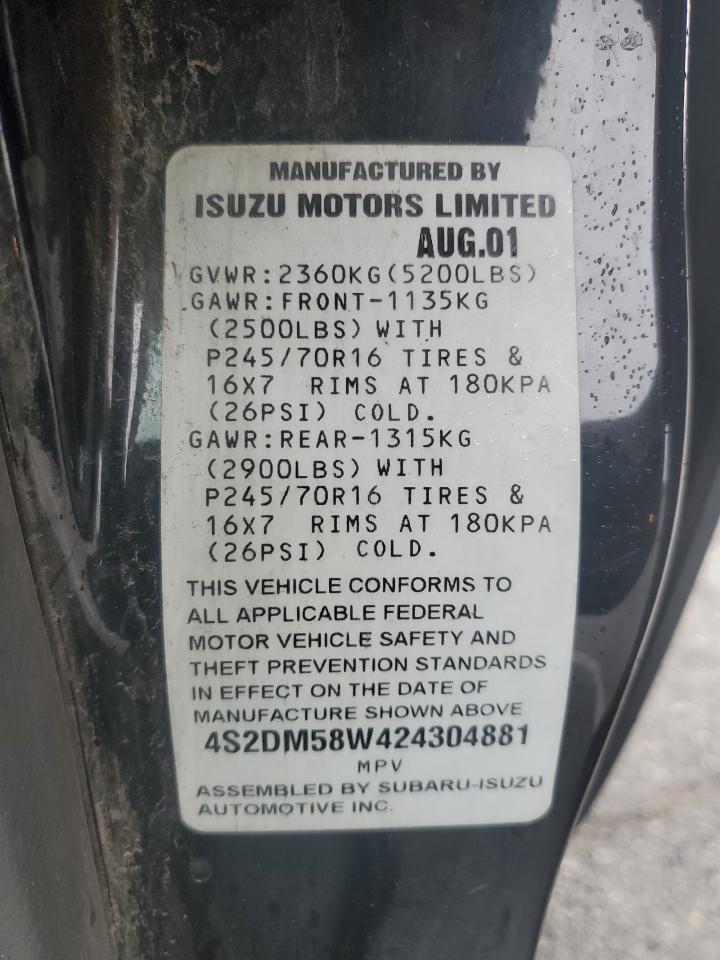 MANUFACTURED BY
ISUZU MOTORS LIMITED
AUG.01
GVWR:2360KG(5200LBS)
GAWR:FRONT-1135KG
(2500LBS) WITH
P245/70R16 TIRES &
16X7 RIMS AT 180KPA
(26PSI) COLD.
GAWR:REAR-1315KG
(2900LBS) WITH
P245/70R16 TIRES &
16X7 RIMS AT 180KPA
(26PSI) COLD.
THIS VEHICLE CONFORMS TO
ALL APPLICABLE FEDERAL
MOTOR VEHICLE SAFETY AND
THEFT PREVENTION STANDARDS
IN EFFECT ON THE DATE OF
MANUFACTURE SHOWN ABOVE
4S2DM58W424304881
MPV
ASSEMBLED BY SUBARU-ISUZU
AUTOMOTIVE INC.